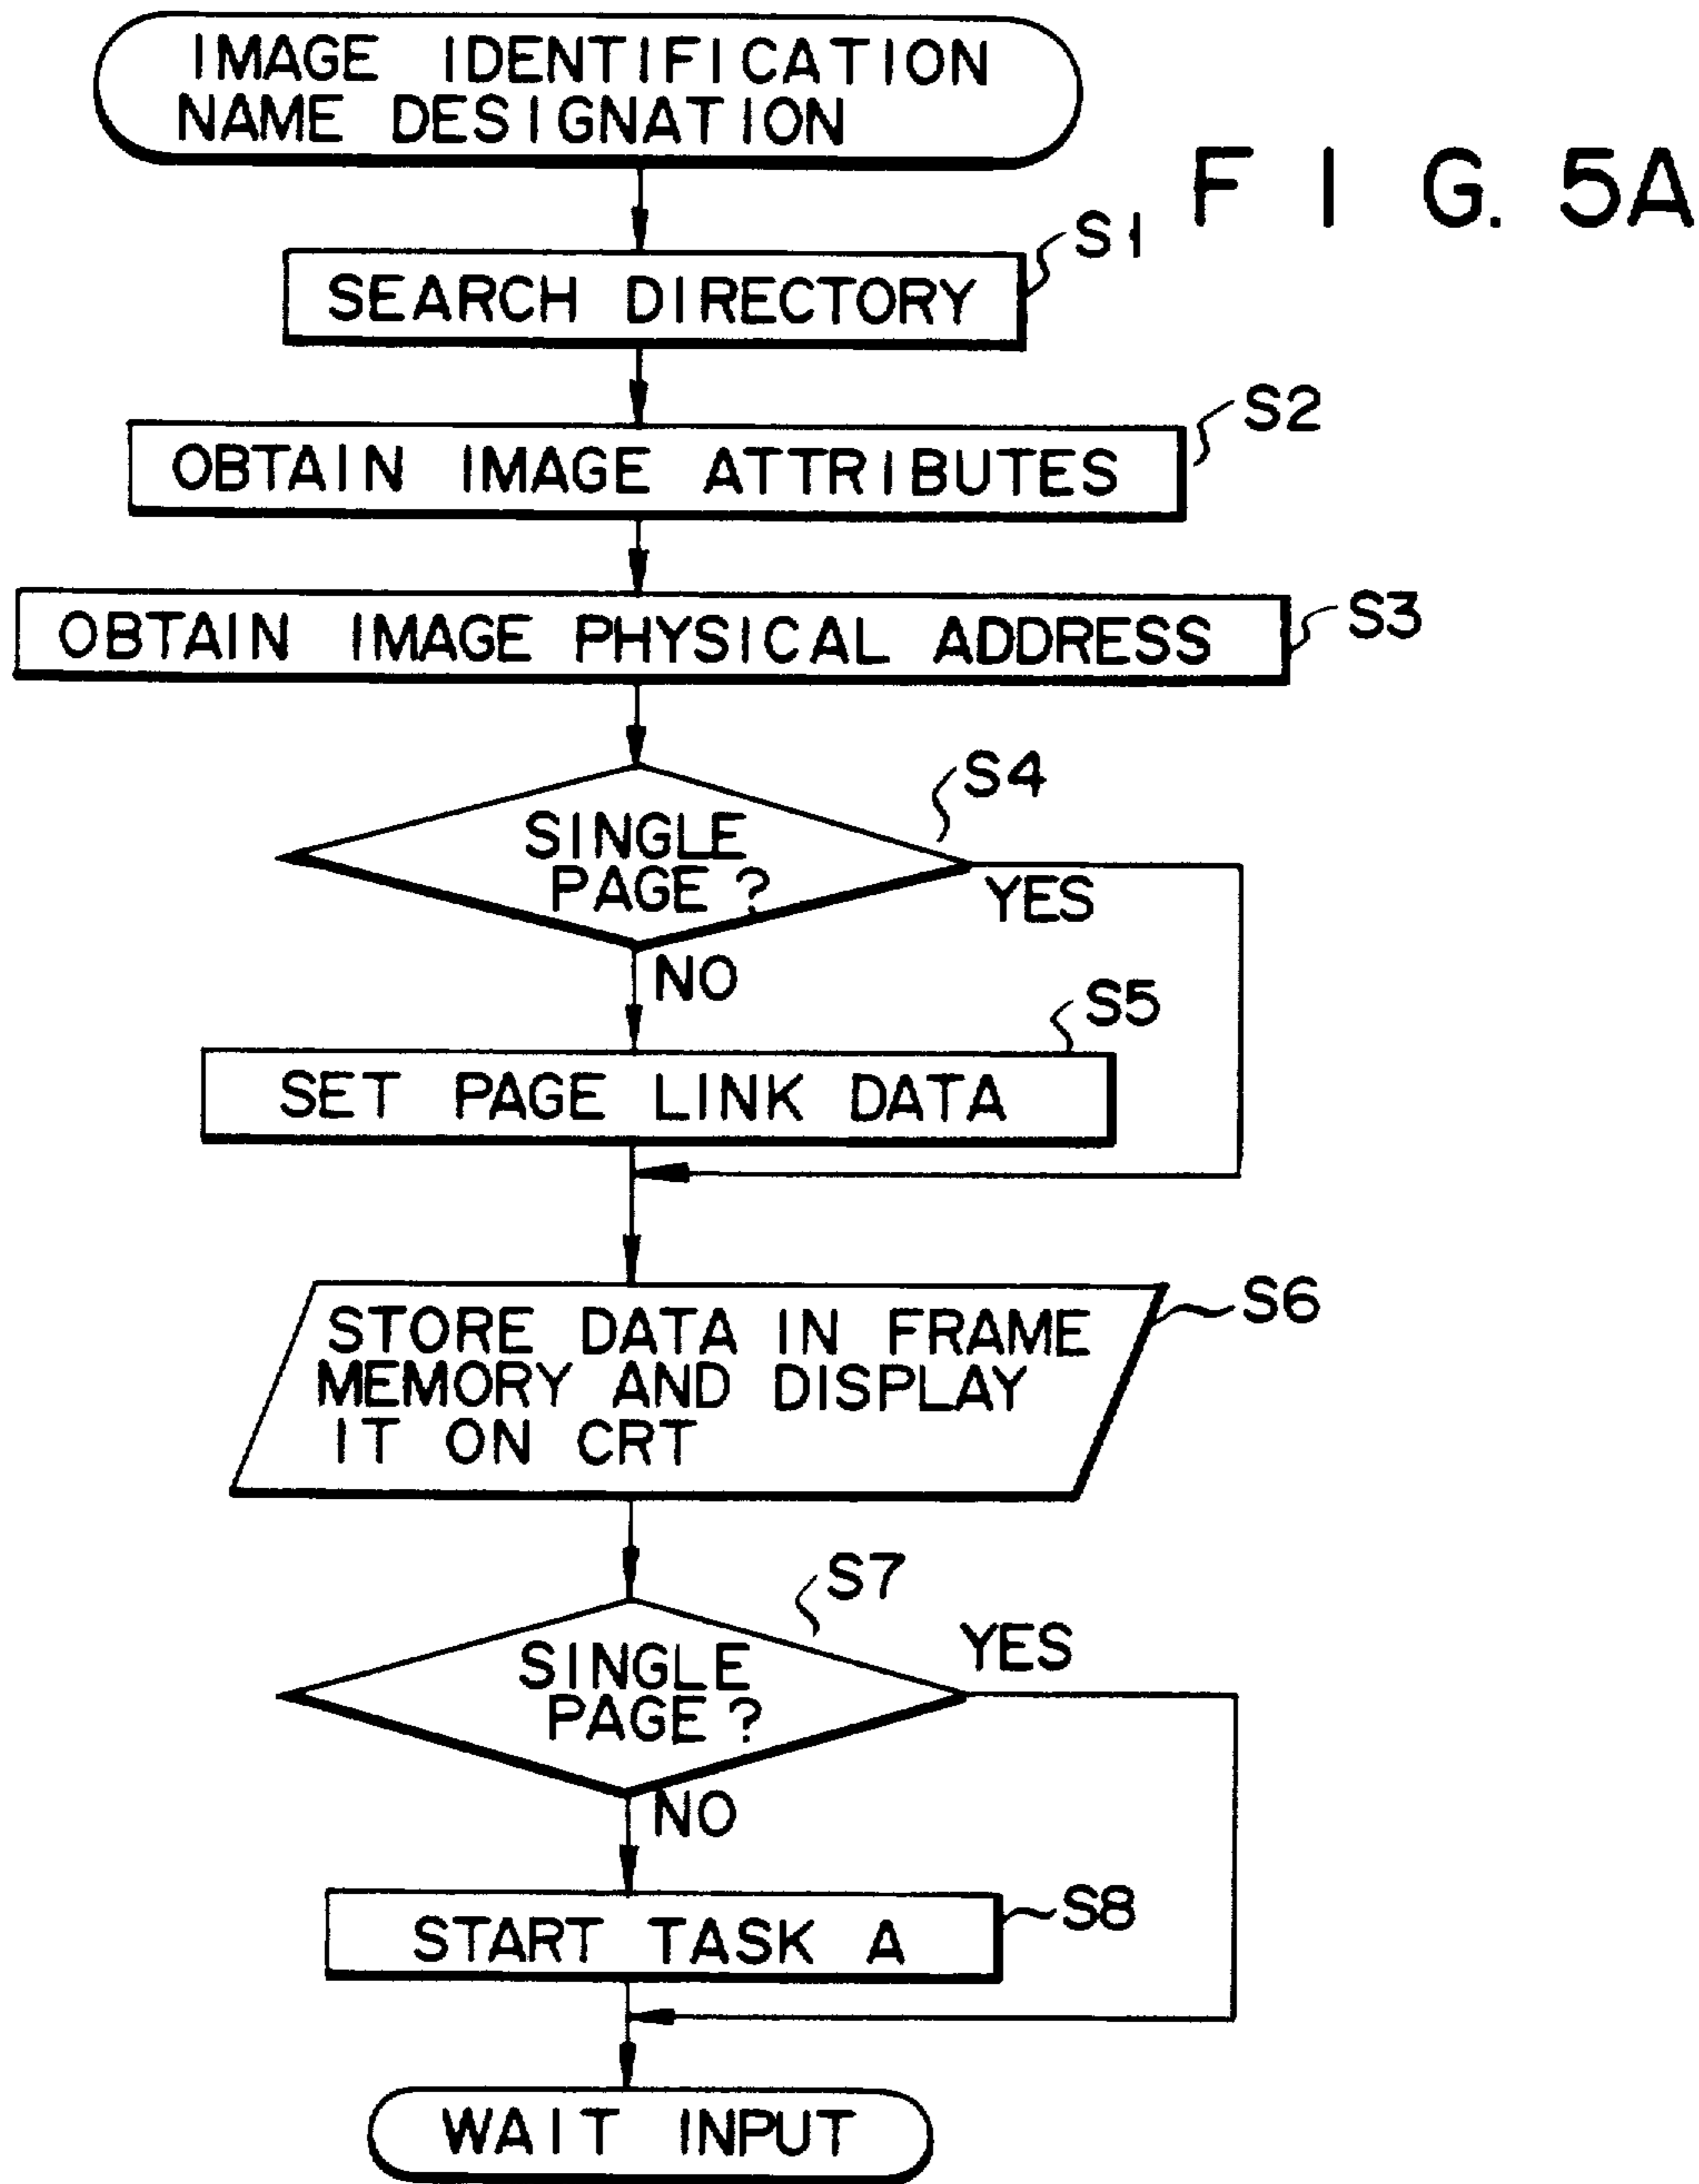 IMAGE IDENTIFICATION
NAME DESIGNATION
FIG. 5A
S1
SEARCH DIRECTORY
S2
OBTAIN IMAGE ATTRIBUTES
S3
OBTAIN IMAGE PHYSICAL ADDRESS
S4
SINGLE
PAGE ?
YES
NO
S5
SET PAGE LINK DATA
S6
STORE DATA IN FRAME
MEMORY AND DISPLAY
IT ON CRT
S7
SINGLE
PAGE ?
YES
NO
S8
START TASK A
WAIT INPUT